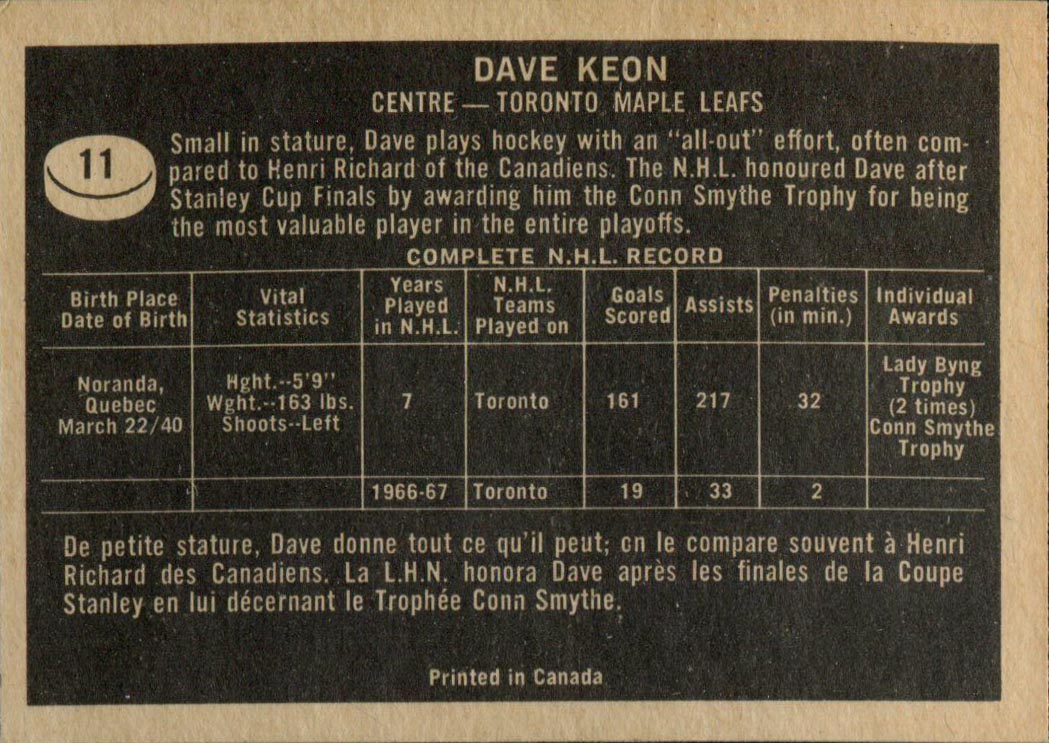 DAVE KEON
CENTRE — TORONTO MAPLE LEAFS
11
Small in stature, Dave plays hockey with an "all-out" effort, often com-
pared to Henri Richard of the Canadiens. The N.H.L. honoured Dave after
Stanley Cup Finals by awarding him the Conn Smythe Trophy for being
the most valuable player in the entire playoffs.
COMPLETE N.H.L. RECORD
Birth Place
Date of Birth
Vital
Statistics
Years
Played
in N.H.L.
N.H.L.
Teams
Played on
Goals
Scored
Assists
Penalties
(in min.)
Individual
Awards
Noranda,
Quebec
March 22/40
Hght.--5'9"
Wght.--163 lbs.
Shoots--Left
7
Toronto
161
217
32
Lady Byng
Trophy
(2 times)
Conn Smythe
Trophy
1966-67
Toronto
19
33
2
De petite stature, Dave donne tout ce qu'il peut; on le compare souvent à Henri
Richard des Canadiens. La L.H.N. honora Dave après les finales de la Coupe
Stanley en lui décernant le Trophée Conn Smythe.
Printed in Canada